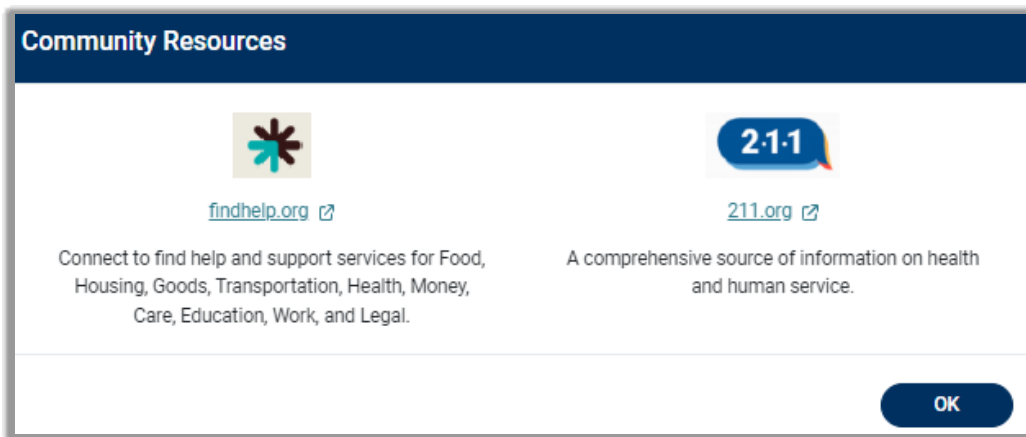 Community Resources
2·1·1
findhelp.org
211.org
Connect to find help and support services for Food,
Housing, Goods, Transportation, Health, Money,
Care, Education, Work, and Legal.
A comprehensive source of information on health
and human service.
OK